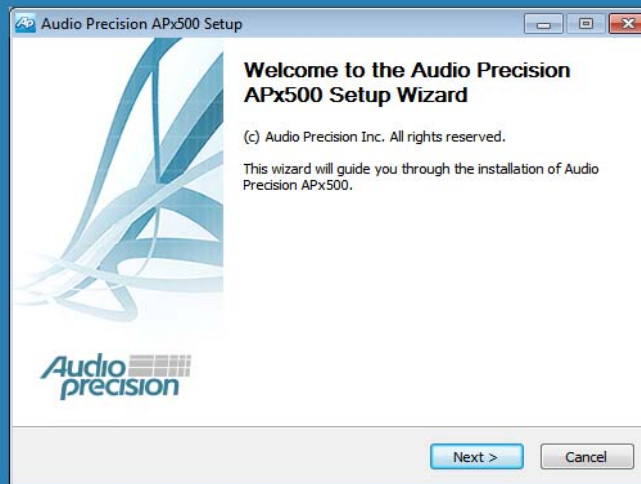 AP Audio Precision APx500 Setup
Welcome to the Audio Precision
APx500 Setup Wizard
(c) Audio Precision Inc. All rights reserved.
This wizard will guide you through the installation of Audio
Precision APx500.
Audio
precision
Next >
Cancel